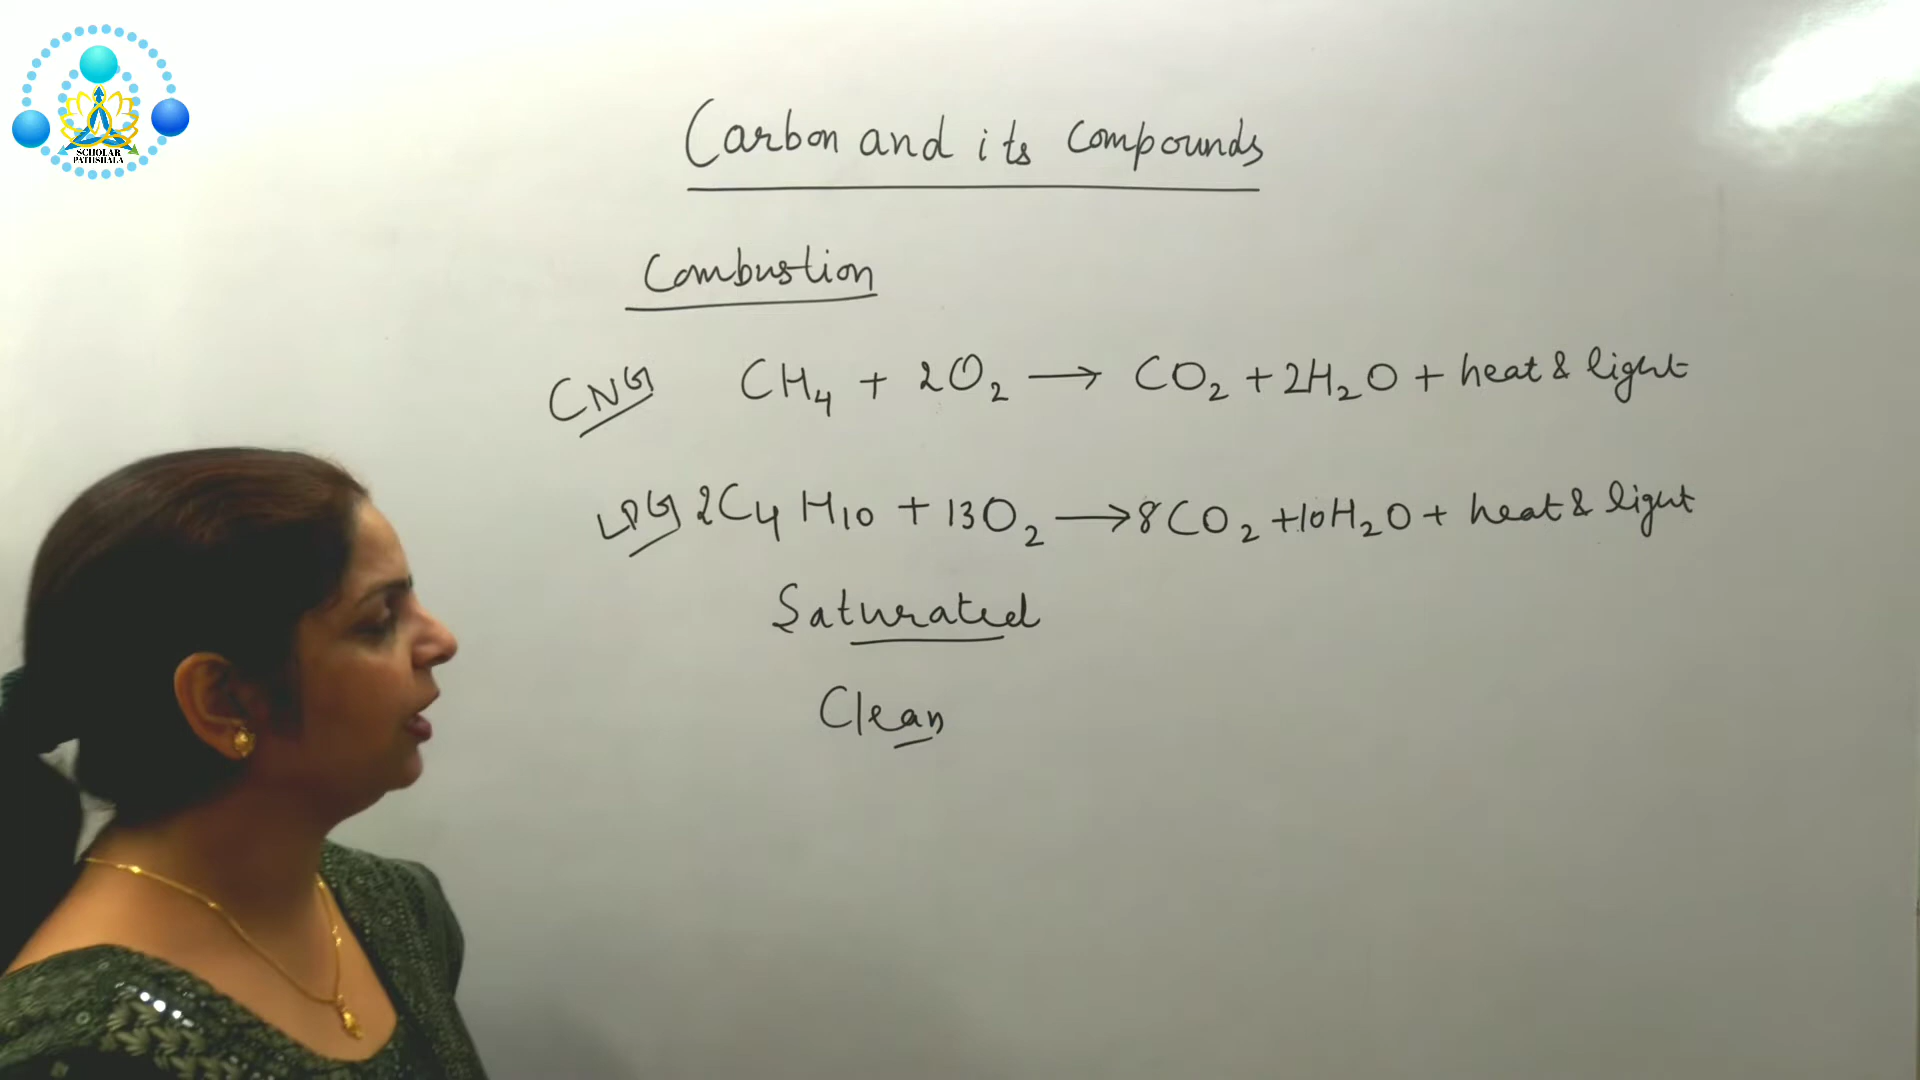 SCHOLAR
PATHSHALA
Carbon and its Compounds
Combustion
CNG CH₄ + 2O₂ → CO₂ + 2H₂O + heat & light
LPG 2C₄H₁₀ + 13O₂ → 8CO₂ + 10H₂O + heat & light
Saturated
Clean